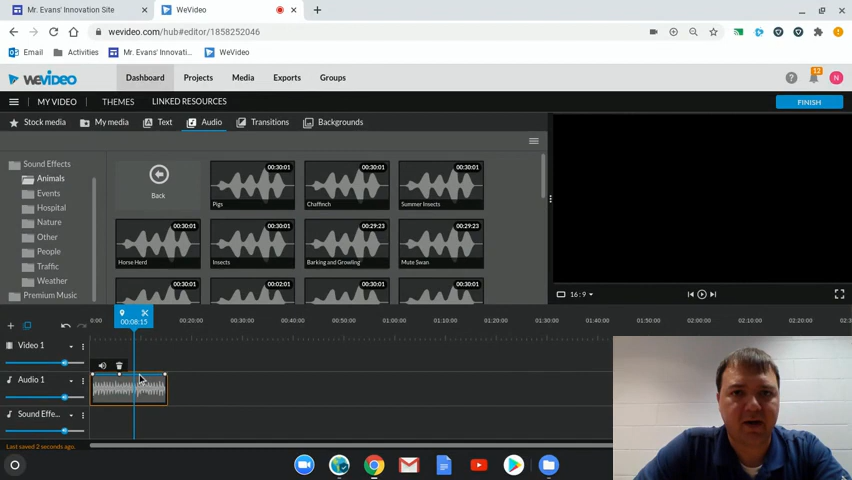 Mr. Evans' Innovation Site
WeVideo
wevideo.com/hub#editor/1858252046
Email
Activities
Mr. Evans' Innovati...
WeVideo
wevideo
Dashboard
Projects
Media
Exports
Groups
12
N
MY VIDEO
THEMES
LINKED RESOURCES
FINISH
Stock media
My media
Text
Audio
Transitions
Backgrounds
Sound Effects
Animals
Events
Hospital
Nature
Other
People
Traffic
Weather
Premium Music
Back
00:30:01
Pigs
00:30:01
Chaffinch
00:30:01
Summer Insects
00:30:01
Horse Herd
00:30:01
Insects
00:29:23
Barking and Growling
00:29:23
Mute Swan
00:30:01
00:02:01
00:30:01
00:30:01
16:9
0:00
00:08:15
00:20:00
00:30:00
00:40:00
00:50:00
01:00:00
01:10:00
01:20:00
01:30:00
01:40:00
01:50:00
02:00:00
02:10:00
02:20:00
02:30
Video 1
Audio 1
Sound Effe...
Last saved 2 seconds ago.